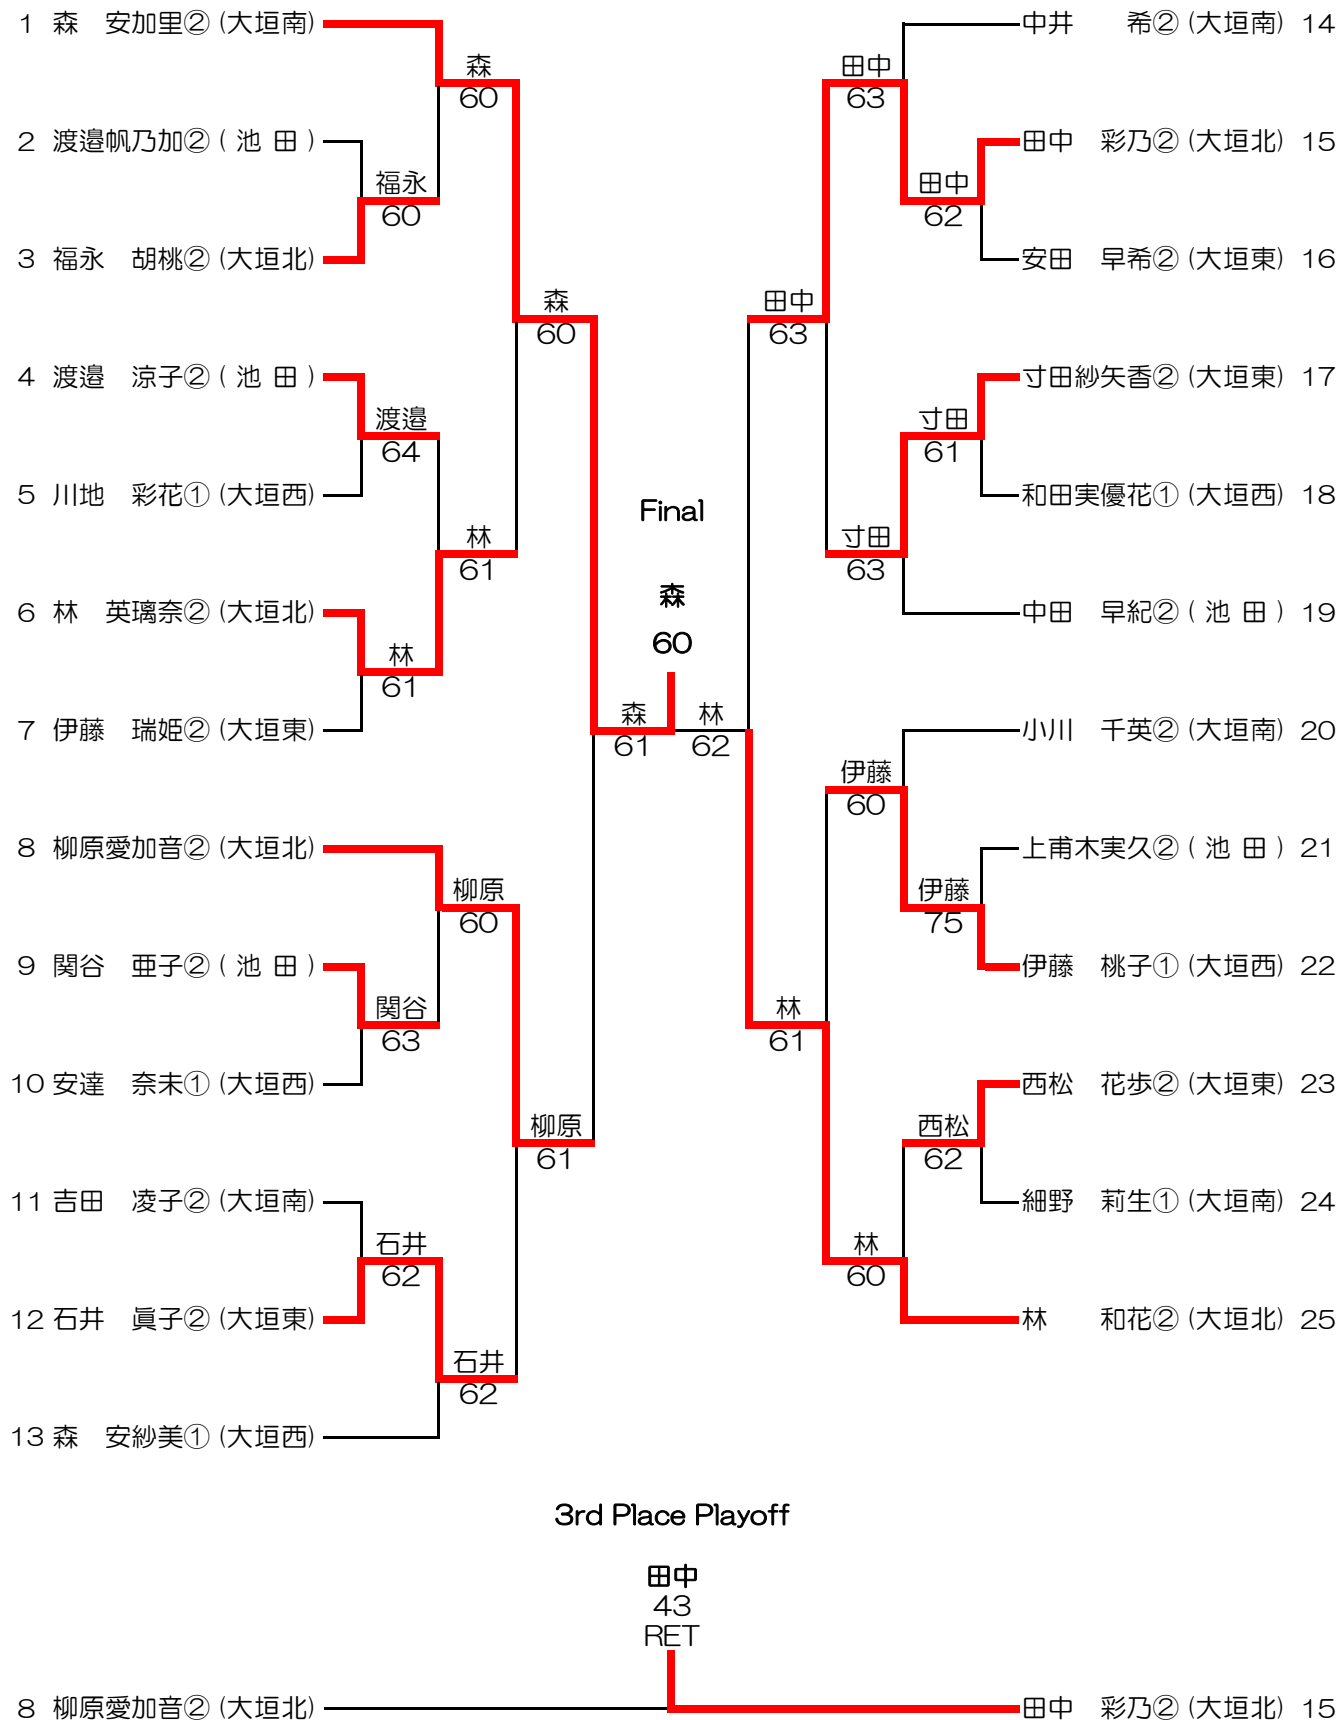 1 森　安加里② (大垣南)
中井　　希② (大垣南) 14
森
60
田中
63
2 渡邉帆乃加② ( 池 田 )
田中　彩乃② (大垣北) 15
福永
60
田中
62
3 福永　胡桃② (大垣北)
安田　早希② (大垣東) 16
森
60
田中
63
4 渡邉　涼子② ( 池 田 )
寸田紗矢香② (大垣東) 17
渡邉
64
寸田
61
5 川地　彩花① (大垣西)
和田実優花① (大垣西) 18
Final
林
61
寸田
63
森
60
6 林　英璃奈② (大垣北)
中田　早紀② ( 池 田 ) 19
林
61
7 伊藤　瑞姫② (大垣東)
森
61
林
62
小川　千英② (大垣南) 20
伊藤
60
8 柳原愛加音② (大垣北)
上甫木実久② ( 池 田 ) 21
柳原
60
伊藤
75
9 関谷　亜子② ( 池 田 )
伊藤　桃子① (大垣西) 22
関谷
63
林
61
10 安達　奈未① (大垣西)
西松　花歩② (大垣東) 23
柳原
61
西松
62
11 吉田　凌子② (大垣南)
細野　莉生① (大垣南) 24
石井
62
林
60
12 石井　眞子② (大垣東)
林　　和花② (大垣北) 25
石井
62
13 森　安紗美① (大垣西)
3rd Place Playoff
田中
43
RET
8 柳原愛加音② (大垣北)
田中　彩乃② (大垣北) 15